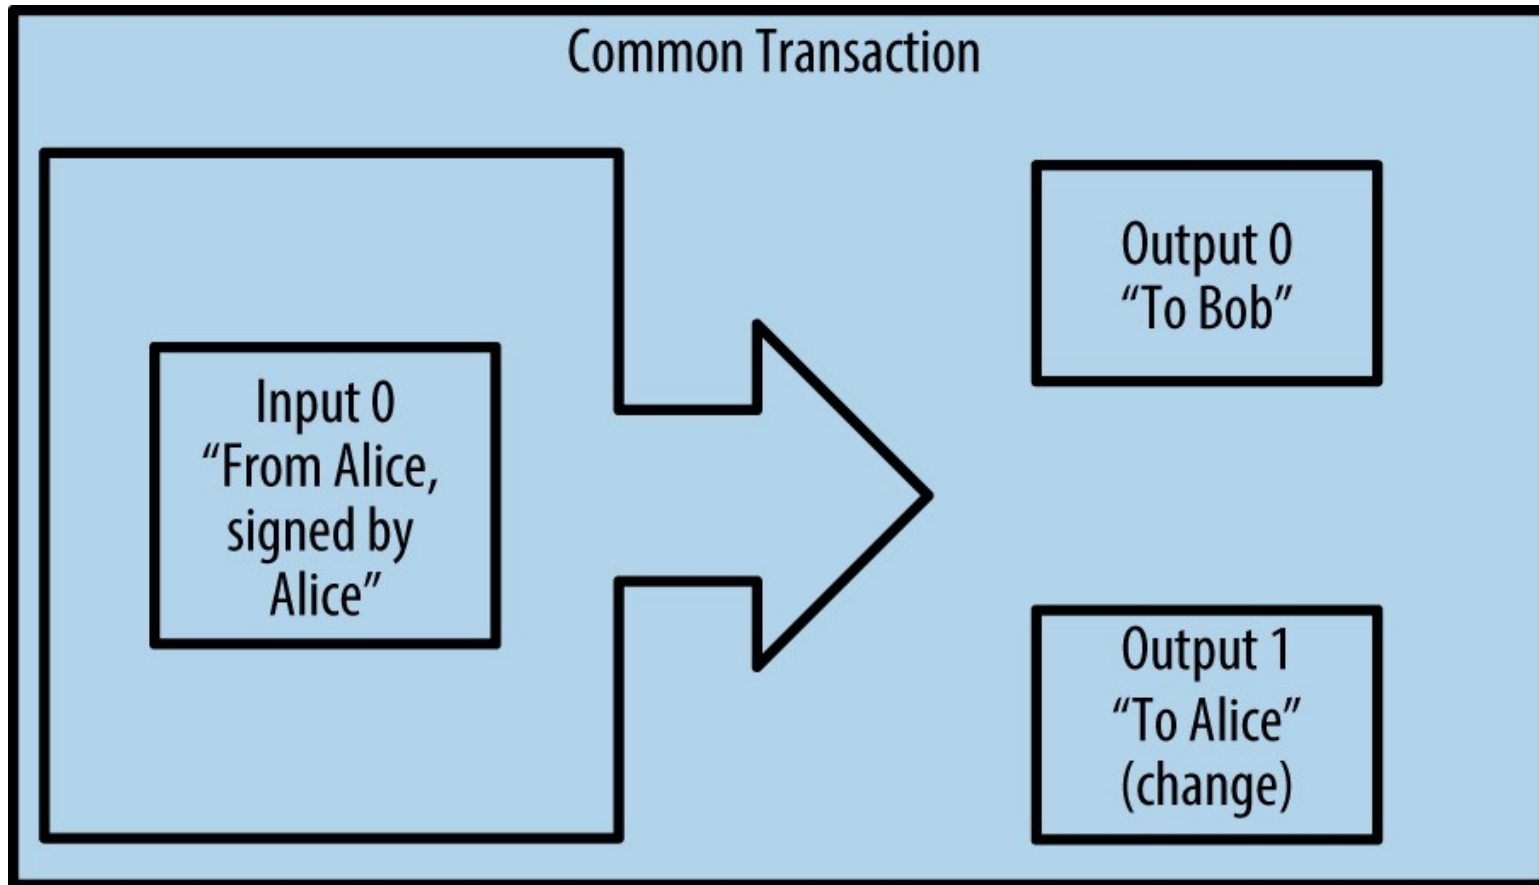 Common Transaction
Input 0
“From Alice,
signed by
Alice”
Output 0
“To Bob”
Output 1
“To Alice”
(change)